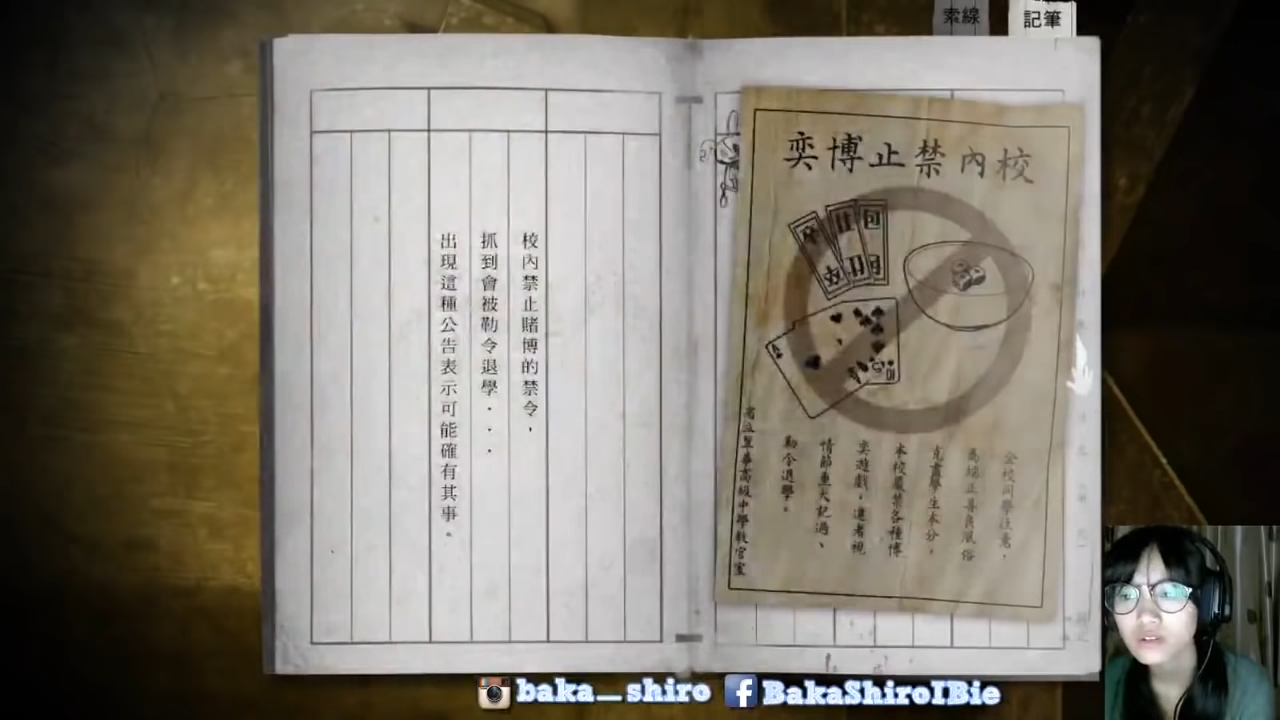 索線
記筆
校內禁止賭博的禁令，
抓到會被勒令退學．．．
出現這種公告表示可能確有其事。
校內禁止博奕
全校同學注意，
為端正善良風俗
克盡學生本分，
本校嚴禁各種博
奕遊戲，違者視
情節重大記過、
勒令退學。
省立翠華高級中學教官室
baka_shiro
BakaShiroIBie